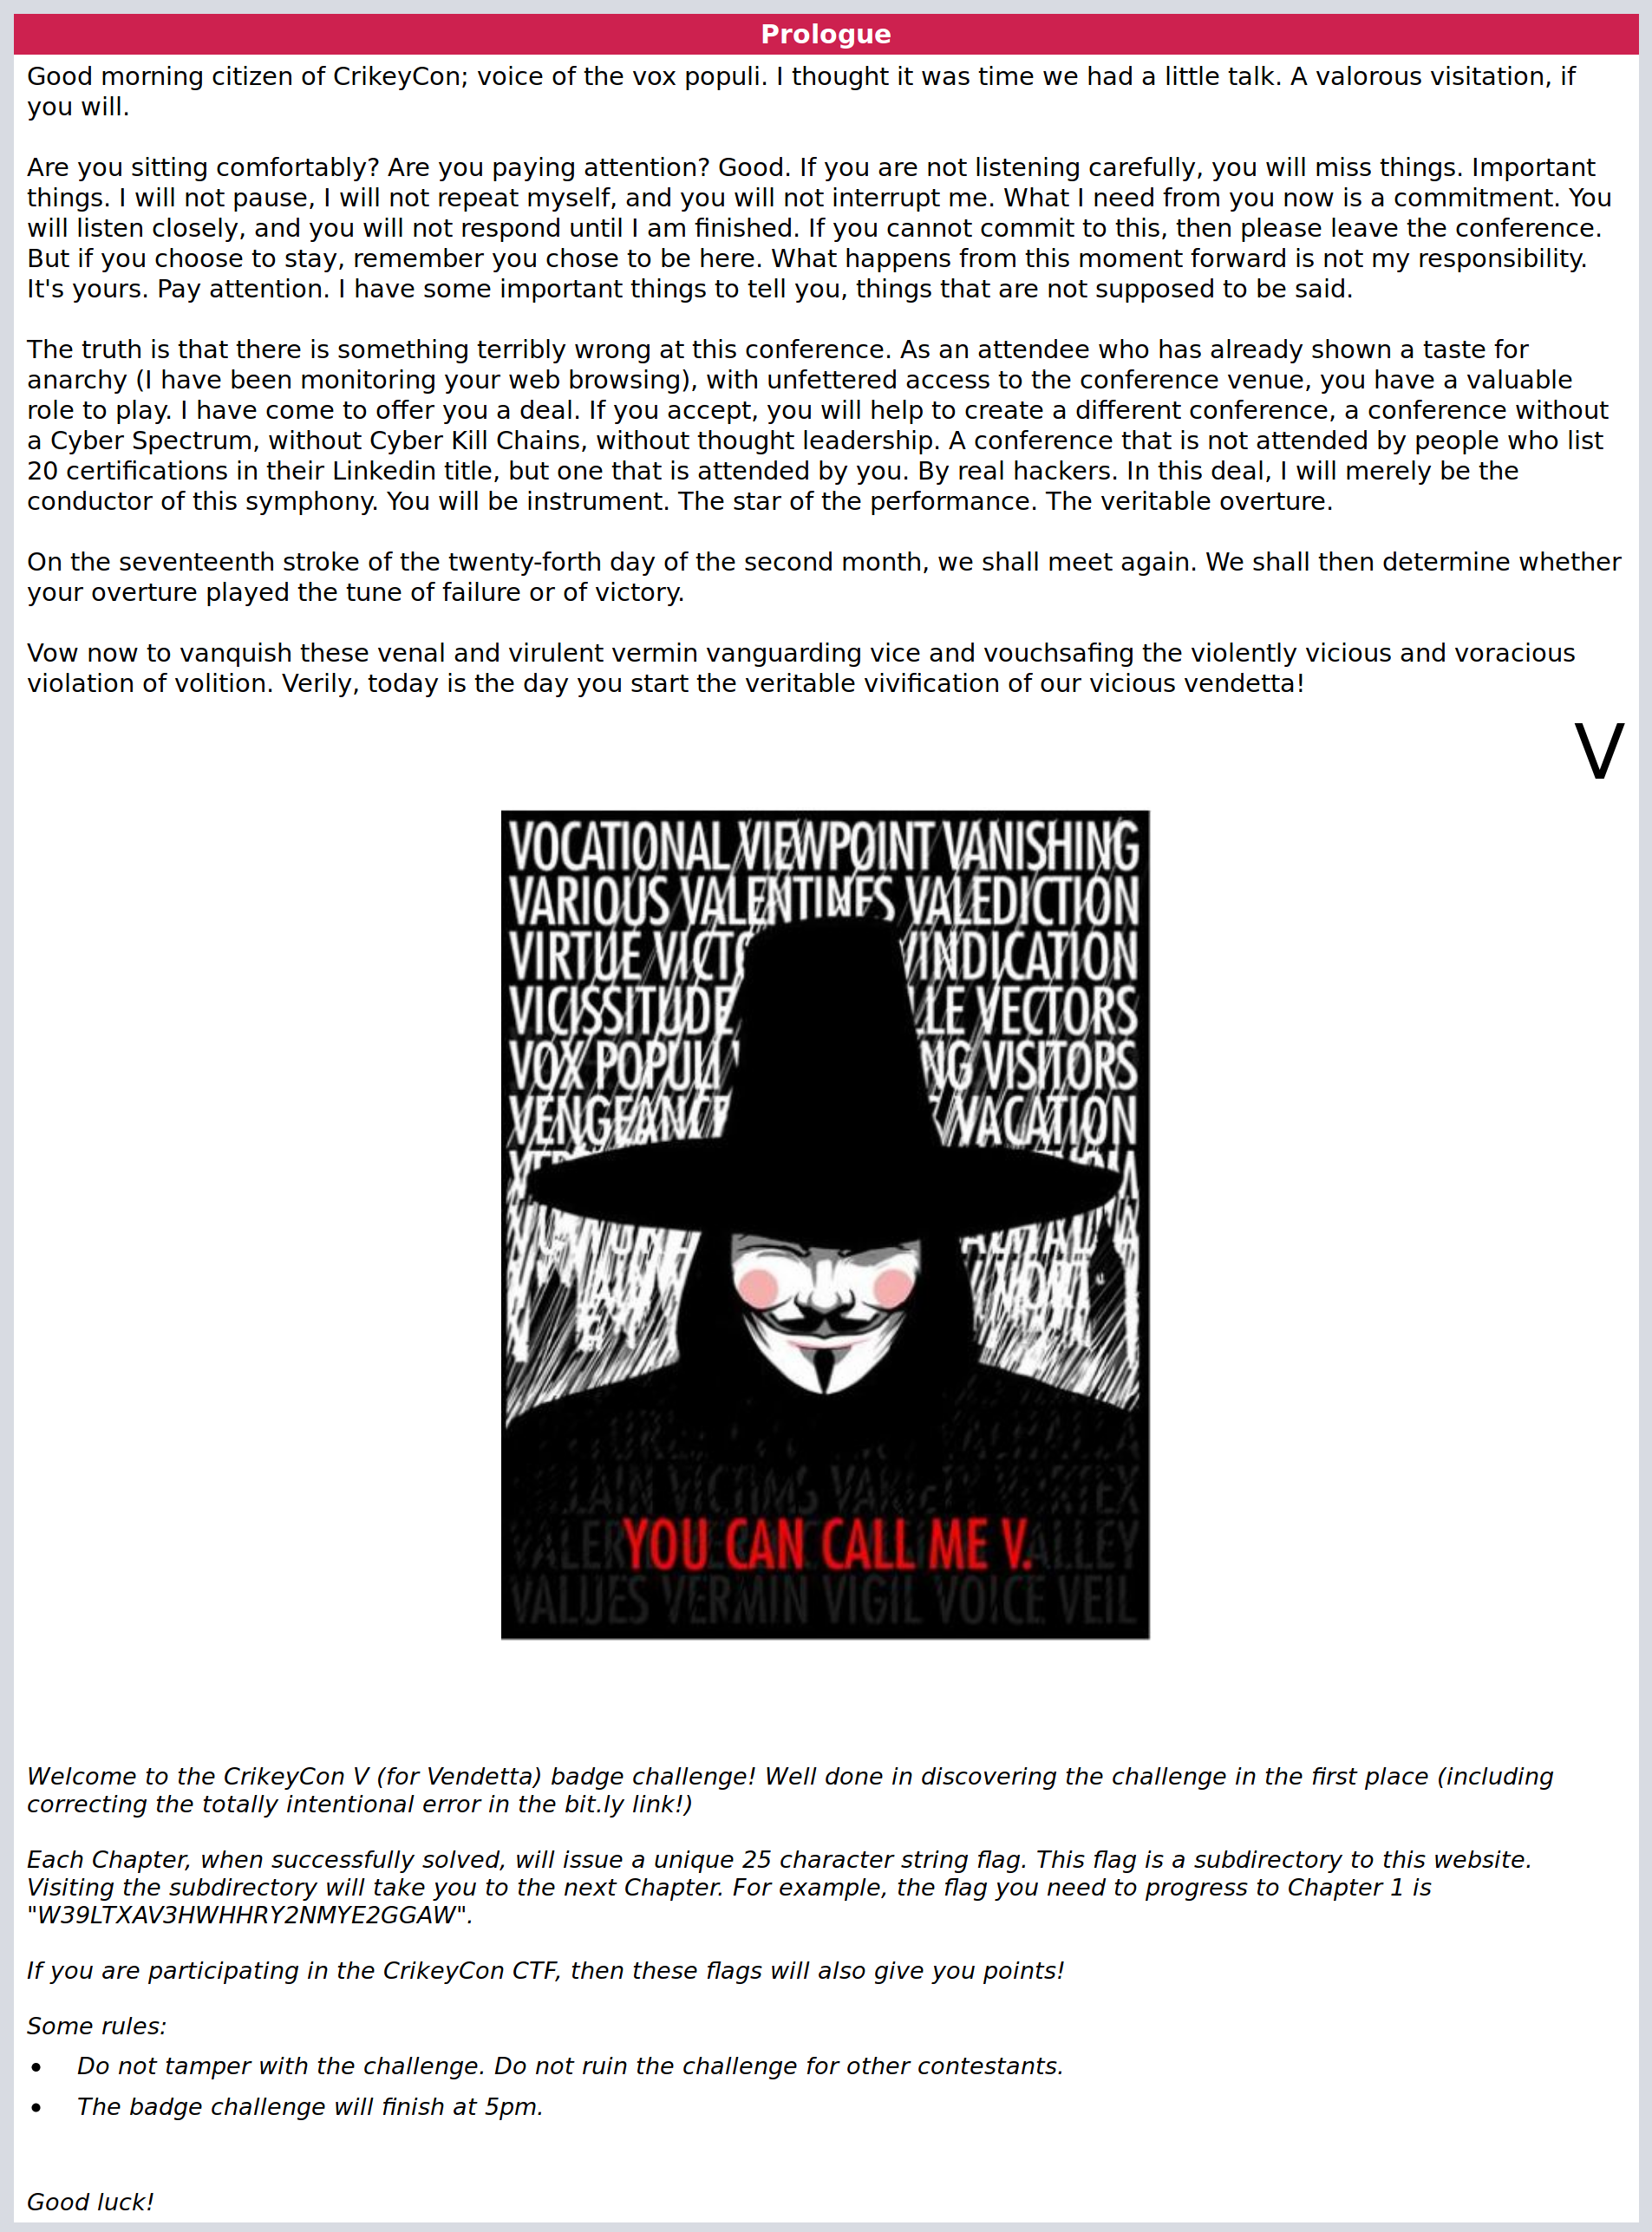 Prologue
Good morning citizen of CrikeyCon; voice of the vox populi. I thought it was time we had a little talk. A valorous visitation, if
you will.
Are you sitting comfortably? Are you paying attention? Good. If you are not listening carefully, you will miss things. Important
things. I will not pause, I will not repeat myself, and you will not interrupt me. What I need from you now is a commitment. You
will listen closely, and you will not respond until I am finished. If you cannot commit to this, then please leave the conference.
But if you choose to stay, remember you chose to be here. What happens from this moment forward is not my responsibility.
It's yours. Pay attention. I have some important things to tell you, things that are not supposed to be said.
The truth is that there is something terribly wrong at this conference. As an attendee who has already shown a taste for
anarchy (I have been monitoring your web browsing), with unfettered access to the conference venue, you have a valuable
role to play. I have come to offer you a deal. If you accept, you will help to create a different conference, a conference without
a Cyber Spectrum, without Cyber Kill Chains, without thought leadership. A conference that is not attended by people who list
20 certifications in their Linkedin title, but one that is attended by you. By real hackers. In this deal, I will merely be the
conductor of this symphony. You will be instrument. The star of the performance. The veritable overture.
On the seventeenth stroke of the twenty-forth day of the second month, we shall meet again. We shall then determine whether
your overture played the tune of failure or of victory.
Vow now to vanquish these venal and virulent vermin vanguarding vice and vouchsafing the violently vicious and voracious
violation of volition. Verily, today is the day you start the veritable vivification of our vicious vendetta!
V
VOCATIONAL VIEWPOINT VANISHING
VARIOUS VALENTINES VALEDICTION
VIRTUE VINDICATION
VICISSITUDE VECTORS
VOX POPULI VISITORS
VENGEANCE VACATION
VICTIMS
YOU CAN CALL ME V.
VALUES VERMIN VIGIL VOICE VEIL
Welcome to the CrikeyCon V (for Vendetta) badge challenge! Well done in discovering the challenge in the first place (including
correcting the totally intentional error in the bit.ly link!)
Each Chapter, when successfully solved, will issue a unique 25 character string flag. This flag is a subdirectory to this website.
Visiting the subdirectory will take you to the next Chapter. For example, the flag you need to progress to Chapter 1 is
"W39LTXAV3HWHHRY2NMYE2GGAW".
If you are participating in the CrikeyCon CTF, then these flags will also give you points!
Some rules:
• Do not tamper with the challenge. Do not ruin the challenge for other contestants.
• The badge challenge will finish at 5pm.
Good luck!